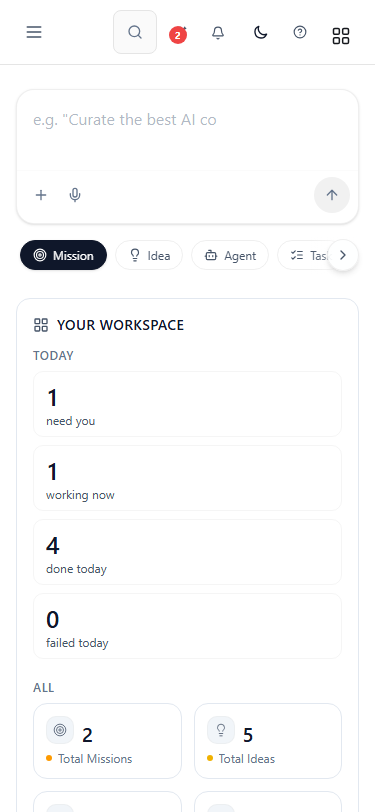 2
e.g. "Curate the best AI co
Mission
Idea
Agent
YOUR WORKSPACE
TODAY
1
need you
1
working now
4
done today
0
failed today
ALL
2
Total Missions
5
Total Ideas